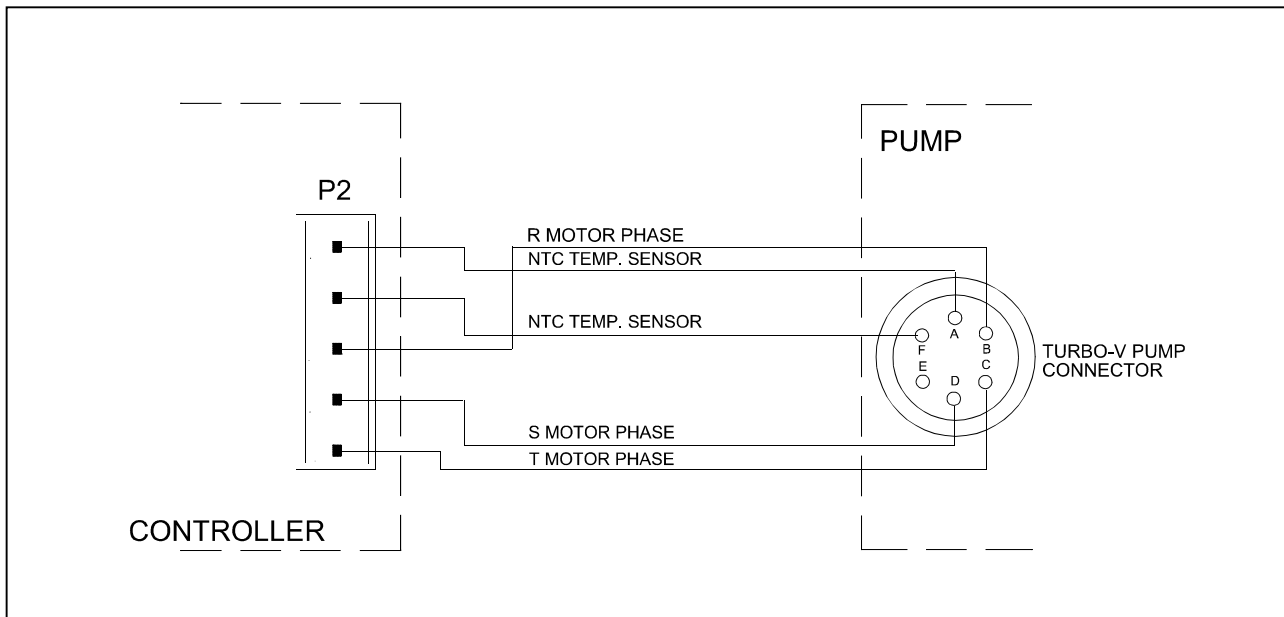 PUMP
P2
R MOTOR PHASE
NTC TEMP. SENSOR
NTC TEMP. SENSOR
A
F
B
E
D
C
TURBO-V PUMP
CONNECTOR
S MOTOR PHASE
T MOTOR PHASE
CONTROLLER